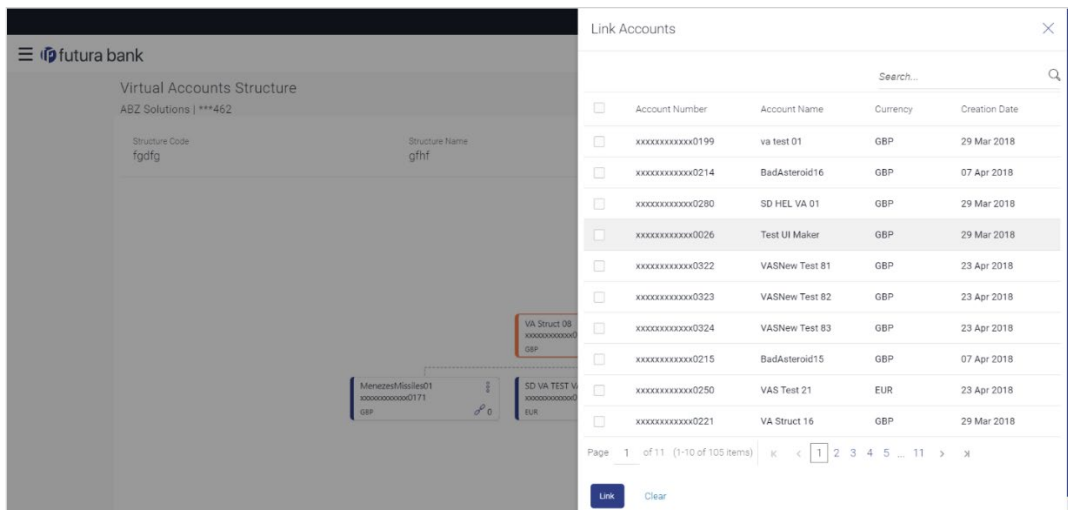 Link Accounts
futura bank
Search...
Virtual Accounts Structure
ABZ Solutions | ***462
Structure Code
Structure Name
fgdfg
gfhf
Account Number Account Name Currency Creation Date
xxxxxxxxxxxx0199 va test 01 GBP 29 Mar 2018
xxxxxxxxxxxx0214 BadAsteroid16 GBP 07 Apr 2018
xxxxxxxxxxxx0280 SD HEL VA 01 GBP 29 Mar 2018
xxxxxxxxxxxx0026 Test UI Maker GBP 29 Mar 2018
xxxxxxxxxxxx0322 VASNew Test 81 GBP 23 Apr 2018
xxxxxxxxxxxx0323 VASNew Test 82 GBP 23 Apr 2018
xxxxxxxxxxxx0324 VASNew Test 83 GBP 23 Apr 2018
xxxxxxxxxxxx0215 BadAsteroid15 GBP 07 Apr 2018
xxxxxxxxxxxx0250 VAS Test 21 EUR 23 Apr 2018
xxxxxxxxxxxx0221 VA Struct 16 GBP 29 Mar 2018
VA Struct 08
xxxxxxxxxxxx0
GBP
MenezesMissiles01
xxxxxxxxxxxx0171
GBP 0
SD VA TEST V
xxxxxxxxxxxx0
EUR
Page 1 of 11 (1-10 of 105 items) 1 2 3 4 5 ... 11
Link Clear